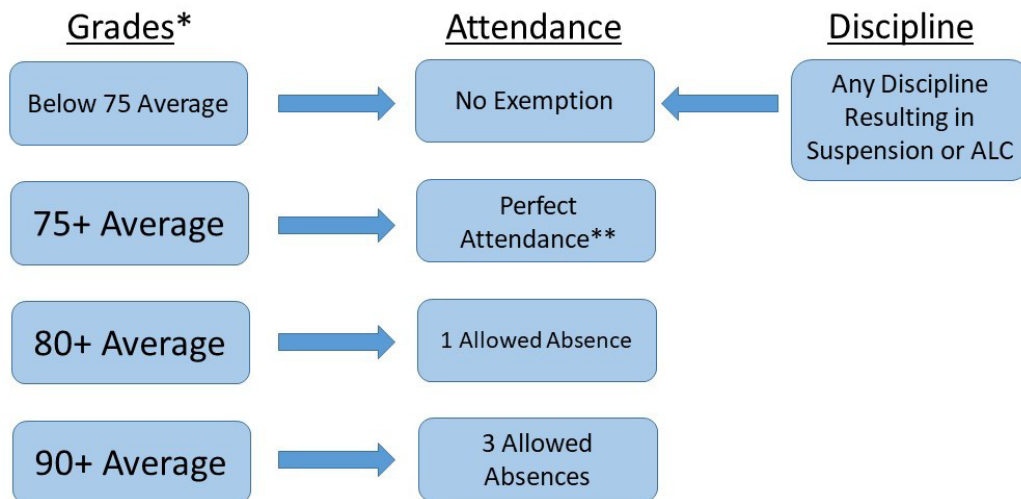 Grades*
Attendance
Discipline
Below 75 Average
No Exemption
Any Discipline
Resulting in
Suspension or ALC
75+ Average
Perfect
Attendance**
80+ Average
1 Allowed Absence
90+ Average
3 Allowed
Absences